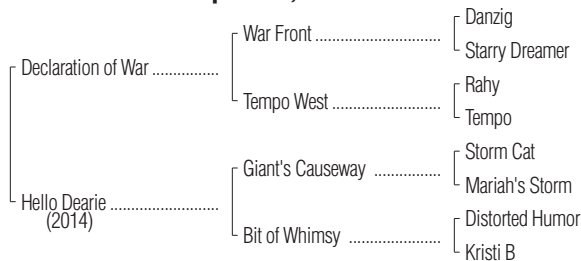 Danzig
War Front ....................
Starry Dreamer
Declaration of War ................
Rahy
Tempo West ................
Tempo
Storm Cat
Giant's Causeway ................
Mariah's Storm
Hello Dearie ..........................
(2014)
Distorted Humor
Bit of Whimsy ....................
Kristi B